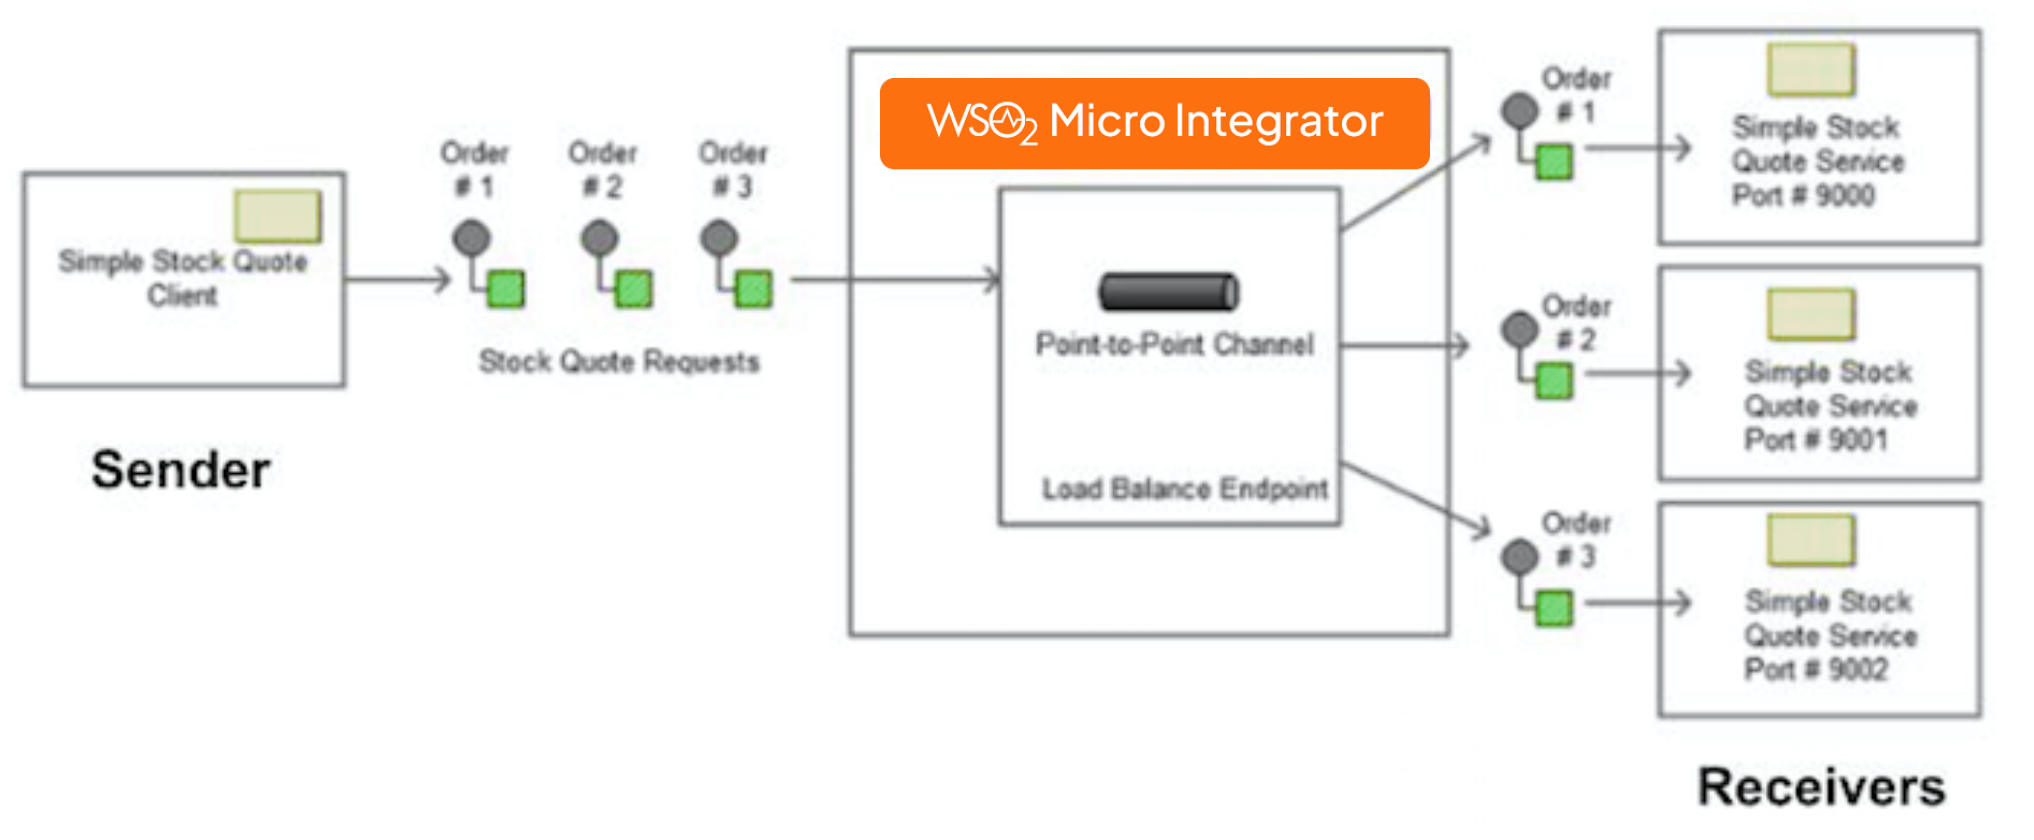 WSO2 Micro Integrator
Order
# 1
Order
# 2
Order
# 3
Simple Stock Quote
Client
Stock Quote Requests
Sender
Point-to-Point Channel
Load Balance Endpoint
Order
# 1
Simple Stock
Quote Service
Port # 9000
Order
# 2
Simple Stock
Quote Service
Port # 9001
Order
# 3
Simple Stock
Quote Service
Port # 9002
Receivers